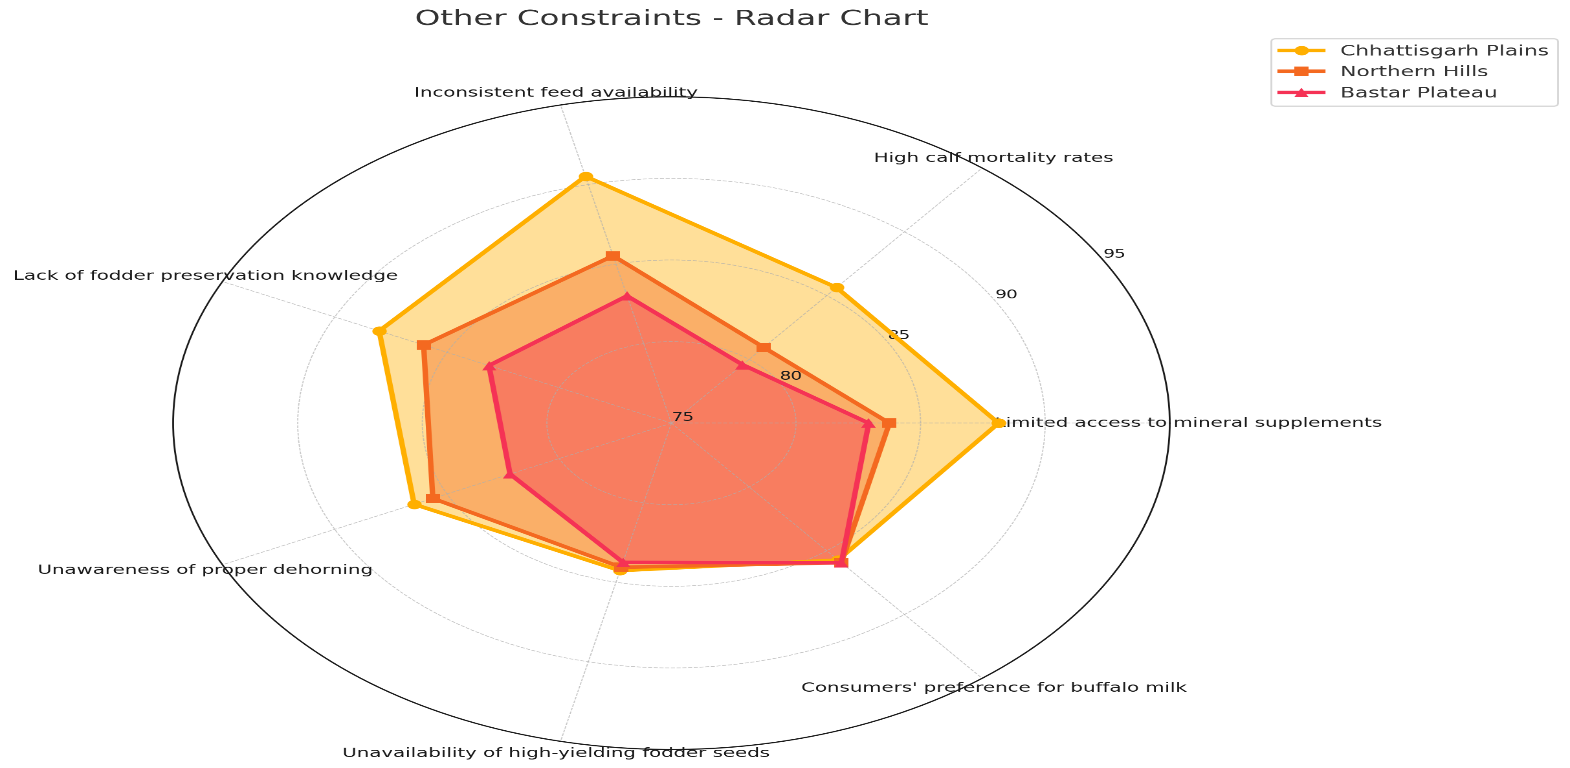 Other Constraints - Radar Chart
Chhattisgarh Plains
Northern Hills
Bastar Plateau
Inconsistent feed availability
High calf mortality rates
95
Lack of fodder preservation knowledge
90
85
80
75
Limited access to mineral supplements
Unawareness of proper dehorning
Consumers' preference for buffalo milk
Unavailability of high-yielding fodder seeds